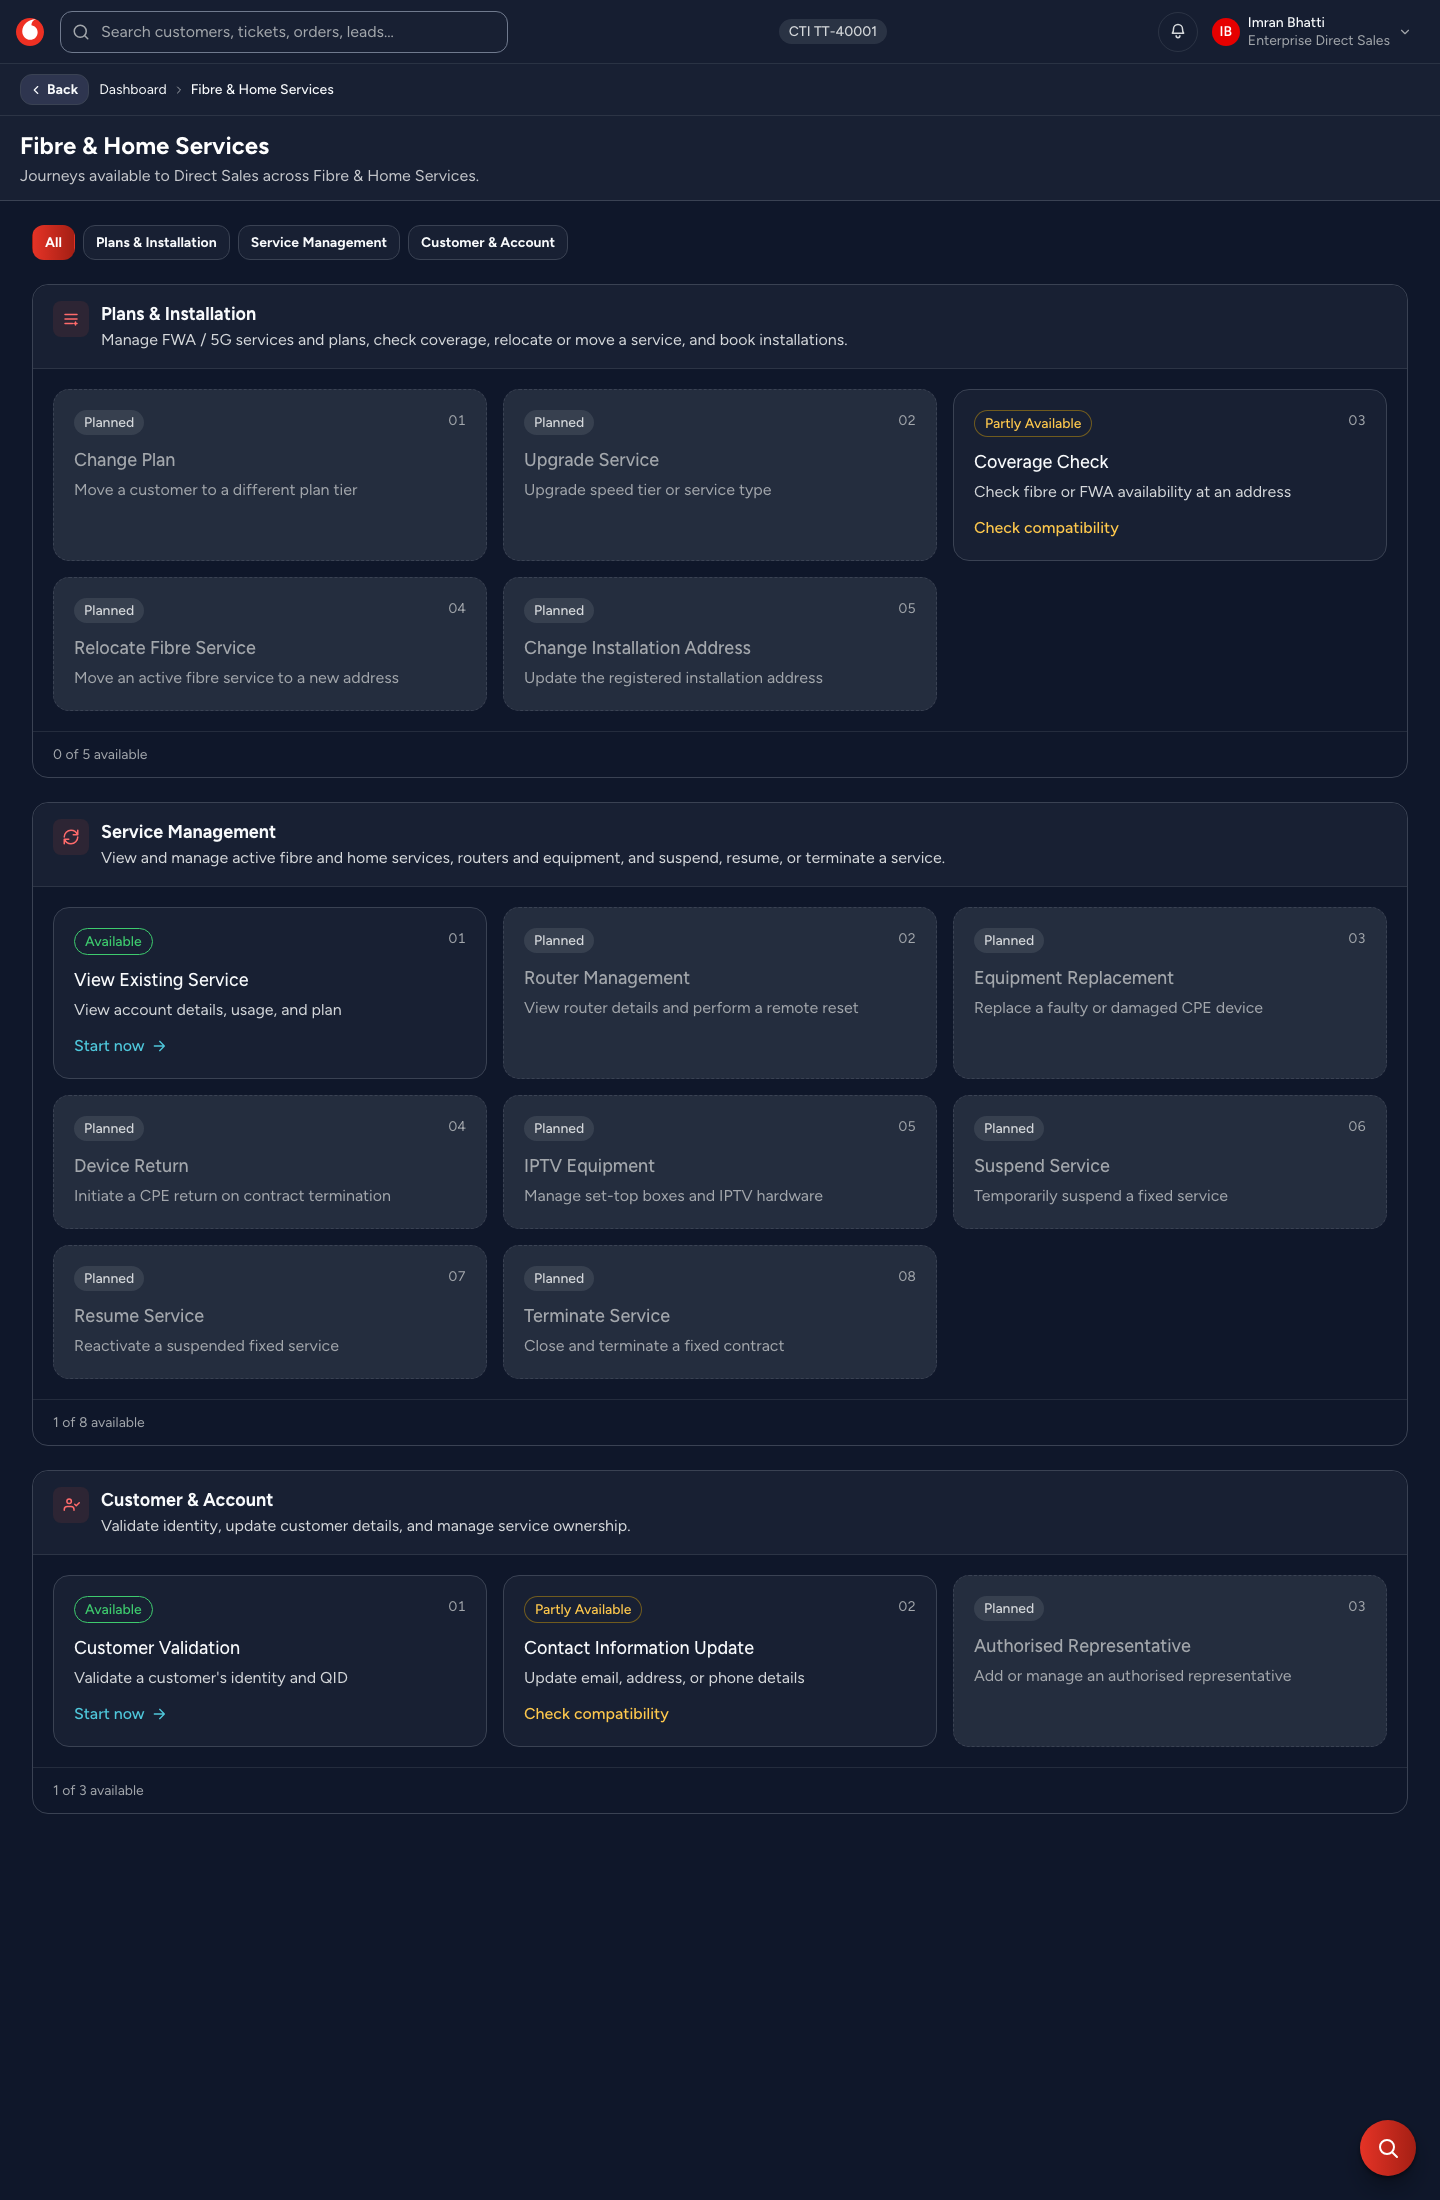 Search customers, tickets, orders, leads...
CTI TT-40001
IB
Imran Bhatti
Enterprise Direct Sales
Back
Dashboard
Fibre & Home Services
Fibre & Home Services
Journeys available to Direct Sales across Fibre & Home Services.
All
Plans & Installation
Service Management
Customer & Account
Plans & Installation
Manage FWA / 5G services and plans, check coverage, relocate or move a service, and book installations.
Planned
01
Change Plan
Move a customer to a different plan tier
Planned
02
Upgrade Service
Upgrade speed tier or service type
Partly Available
03
Coverage Check
Check fibre or FWA availability at an address
Check compatibility
Planned
04
Relocate Fibre Service
Move an active fibre service to a new address
Planned
05
Change Installation Address
Update the registered installation address
0 of 5 available
Service Management
View and manage active fibre and home services, routers and equipment, and suspend, resume, or terminate a service.
Available
01
View Existing Service
View account details, usage, and plan
Start now
Planned
02
Router Management
View router details and perform a remote reset
Planned
03
Equipment Replacement
Replace a faulty or damaged CPE device
Planned
04
Device Return
Initiate a CPE return on contract termination
Planned
05
IPTV Equipment
Manage set-top boxes and IPTV hardware
Planned
06
Suspend Service
Temporarily suspend a fixed service
Planned
07
Resume Service
Reactivate a suspended fixed service
Planned
08
Terminate Service
Close and terminate a fixed contract
1 of 8 available
Customer & Account
Validate identity, update customer details, and manage service ownership.
Available
01
Customer Validation
Validate a customer's identity and QID
Start now
Partly Available
02
Contact Information Update
Update email, address, or phone details
Check compatibility
Planned
03
Authorised Representative
Add or manage an authorised representative
1 of 3 available